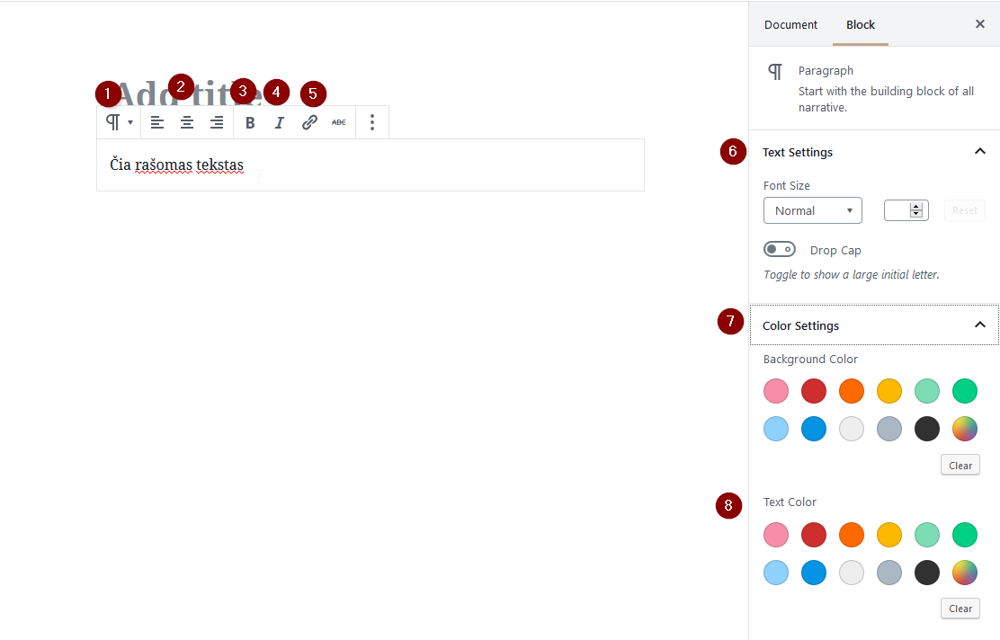 Document Block ×
Paragraph
Start with the building block of all
narrative.
1 2 3 4 5
Add title
B I ABC
Čia rašomas tekstas
6 Text Settings
Font Size
Normal Reset
Drop Cap
Toggle to show a large initial letter.
7 Color Settings
Background Color
Clear
8 Text Color
Clear